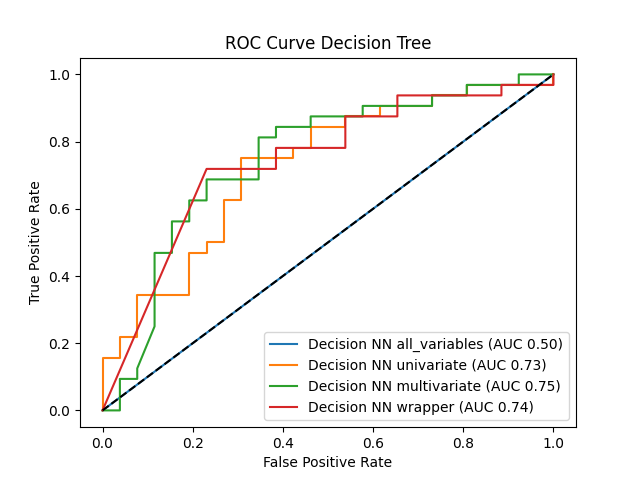 ROC Curve Decision Tree
True Positive Rate
1.0
0.8
0.6
0.4
0.2
0.0
Decision NN all_variables (AUC 0.50)
Decision NN univariate (AUC 0.73)
Decision NN multivariate (AUC 0.75)
Decision NN wrapper (AUC 0.74)
0.0 0.2 0.4 0.6 0.8 1.0
False Positive Rate